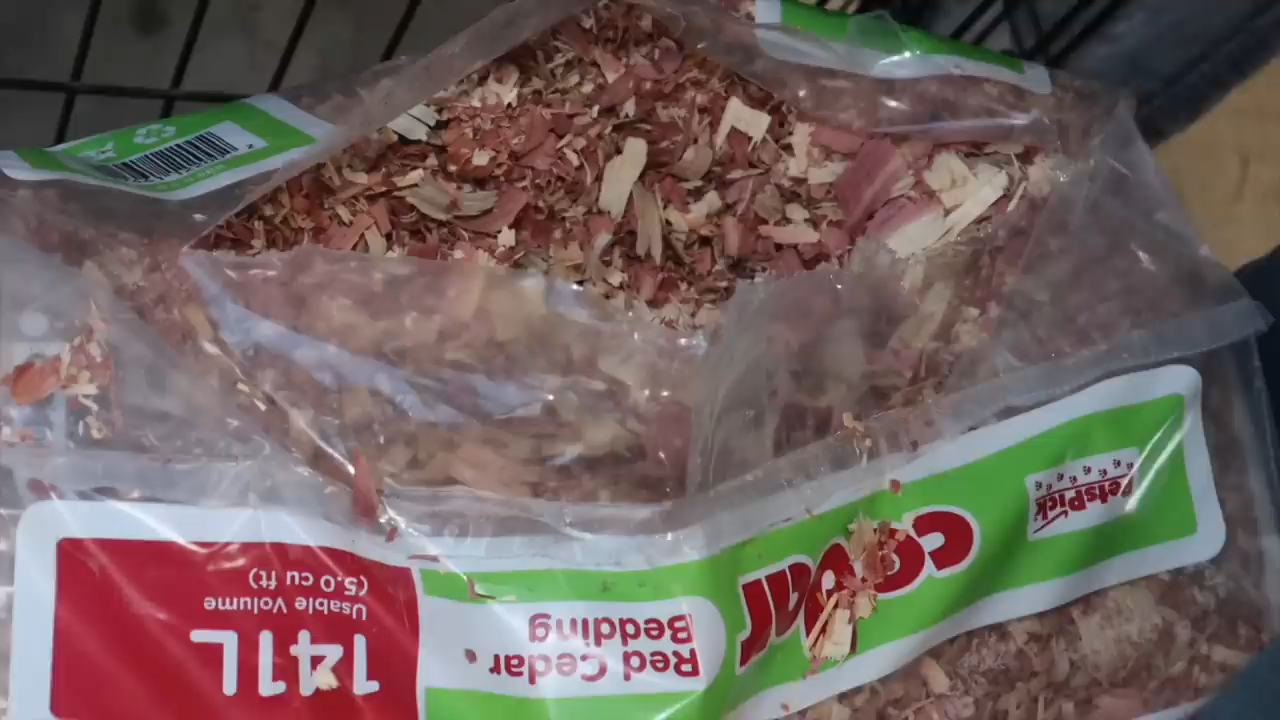 PetsPick
cedar
Red Cedar
Bedding
141L
Usable Volume
(5.0 cu ft)